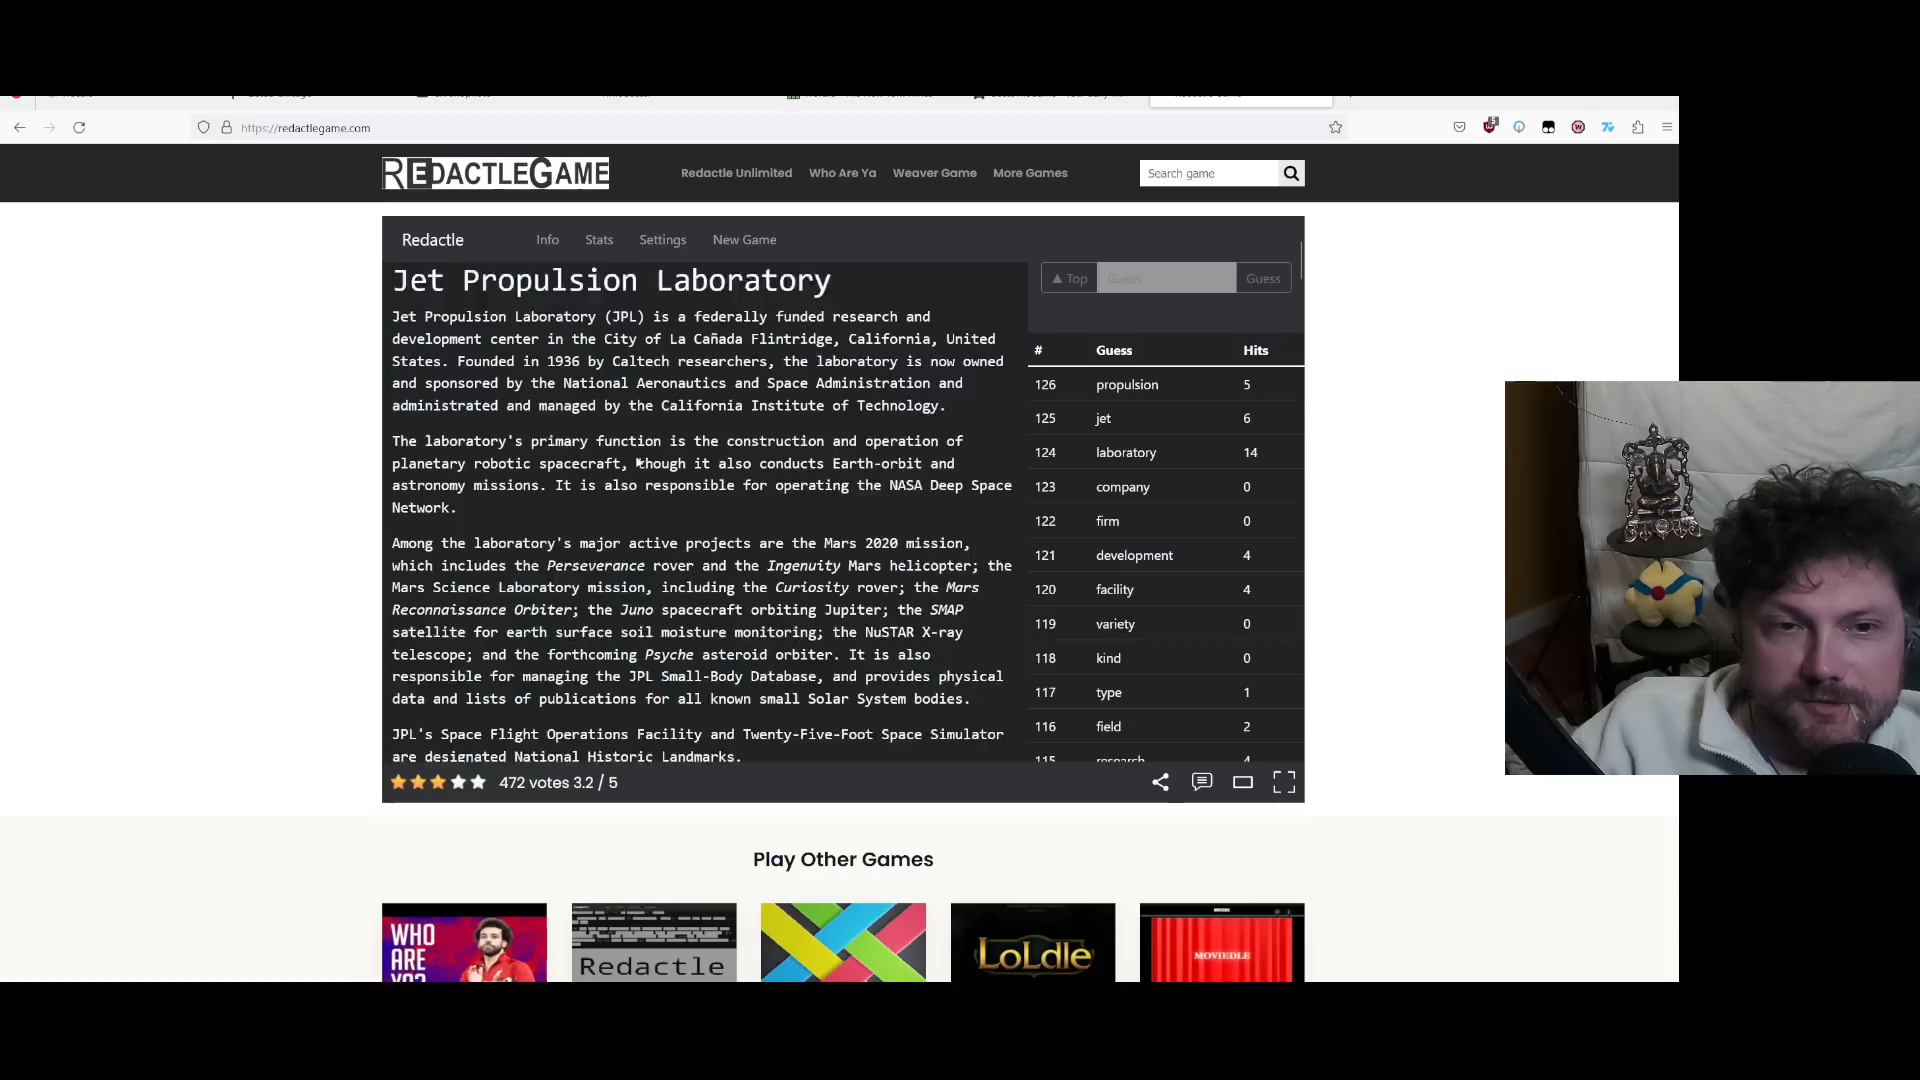 https://redactlegame.com
REDACTLEGAME
Redactle Unlimited
Who Are Ya
Weaver Game
More Games
Search game
Redactle
Info
Stats
Settings
New Game
Jet Propulsion Laboratory
Jet Propulsion Laboratory (JPL) is a federally funded research and
development center in the City of La Cañada Flintridge, California, United
States. Founded in 1936 by Caltech researchers, the laboratory is now owned
and sponsored by the National Aeronautics and Space Administration and
administrated and managed by the California Institute of Technology.
The laboratory's primary function is the construction and operation of
planetary robotic spacecraft, though it also conducts Earth-orbit and
astronomy missions. It is also responsible for operating the NASA Deep Space
Network.
Among the laboratory's major active projects are the Mars 2020 mission,
which includes the Perseverance rover and the Ingenuity Mars helicopter; the
Mars Science Laboratory mission, including the Curiosity rover; the Mars
Reconnaissance Orbiter; the Juno spacecraft orbiting Jupiter; the SMAP
satellite for earth surface soil moisture monitoring; the NuSTAR X-ray
telescope; and the forthcoming Psyche asteroid orbiter. It is also
responsible for managing the JPL Small-Body Database, and provides physical
data and lists of publications for all known small Solar System bodies.
JPL's Space Flight Operations Facility and Twenty-Five-Foot Space Simulator
are designated National Historic Landmarks.
▲ Top
Guess
Guess
# Guess Hits
126 propulsion 5
125 jet 6
124 laboratory 14
123 company 0
122 firm 0
121 development 4
120 facility 4
119 variety 0
118 kind 0
117 type 1
116 field 2
115 research 4
472 votes 3.2 / 5
Play Other Games
WHO
ARE
YA?
Redactle
LoLdle
MOVIEDLE